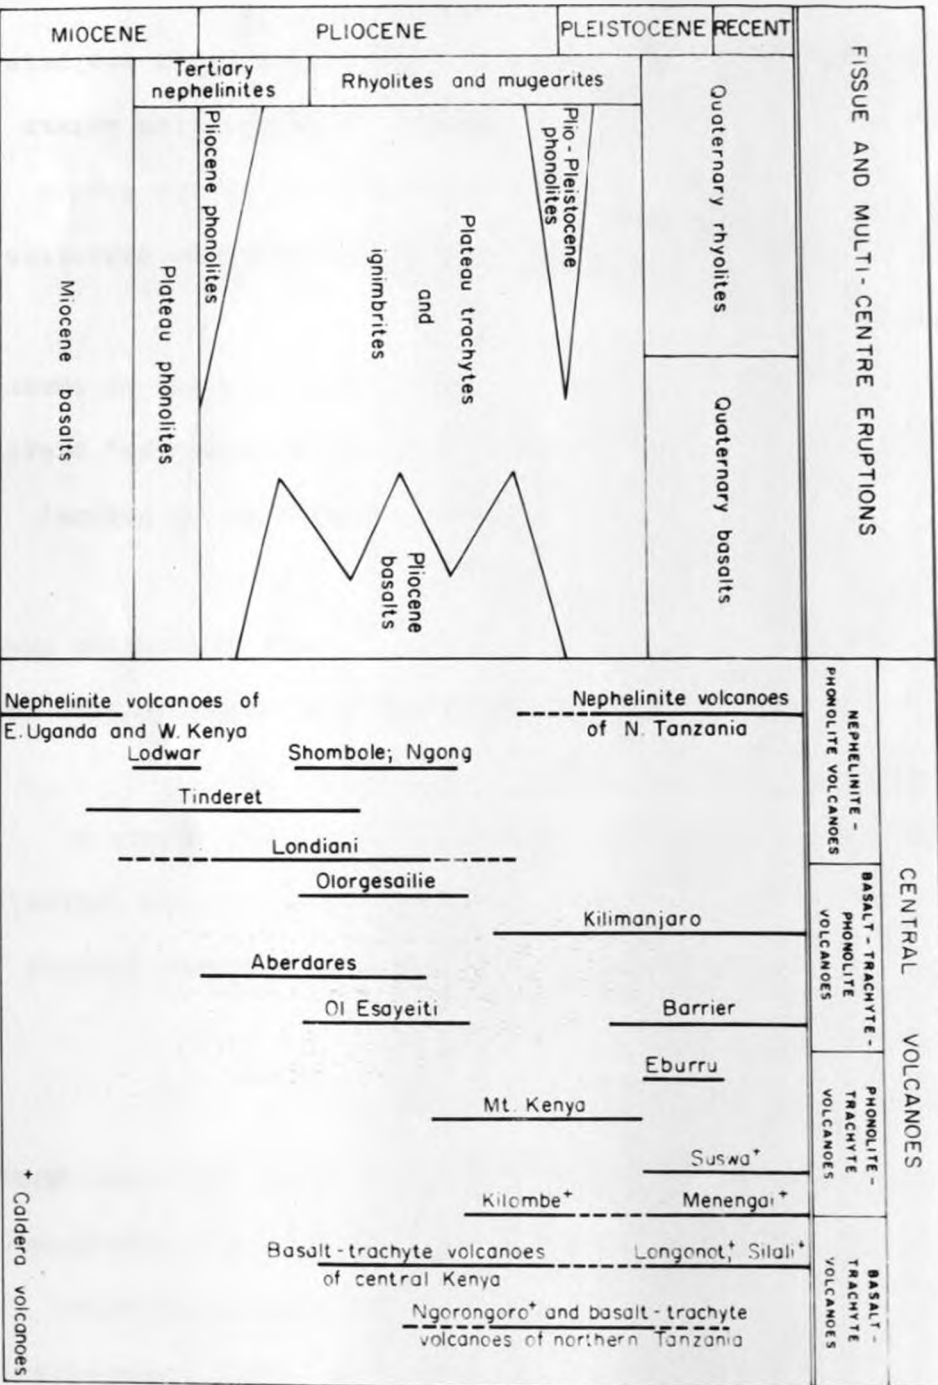 MIOCENE
PLIOCENE
PLEISTOCENE
RECENT
FISSUE AND MULTI-CENTRE ERUPTIONS
Tertiary
nephelinites
Rhyolites and mugearites
Pliocene phonolites
Plio-Pleistocene
phonolites
Quaternary rhyolites
Miocene basalts
Plateau phonolites
Plateau trachytes
and
ignimbrites
Quaternary basalts
Pliocene
basalts
Nephelinite volcanoes of
E. Uganda and W. Kenya
Nephelinite volcanoes
of N. Tanzania
NEPHELINITE-
PHONOLITE VOLCANOES
Lodwar
Shombole; Ngong
Tinderet
Londiani
CENTRAL VOLCANOES
Olorgesailie
Kilimanjaro
BASALT-TRACHYTE-
PHONOLITE
VOLCANOES
Aberdares
Ol Esayeiti
Barrier
Eburru
Mt. Kenya
PHONOLITE-
TRACHYTE
VOLCANOES
Suswa+
Kilombe+
Menengai+
Basalt-trachyte volcanoes
of central Kenya
Longonot,+ Silali+
BASALT-
TRACHYTE
VOLCANOES
Ngorongoro+ and basalt-trachyte
volcanoes of northern Tanzania
+ Caldera volcanoes